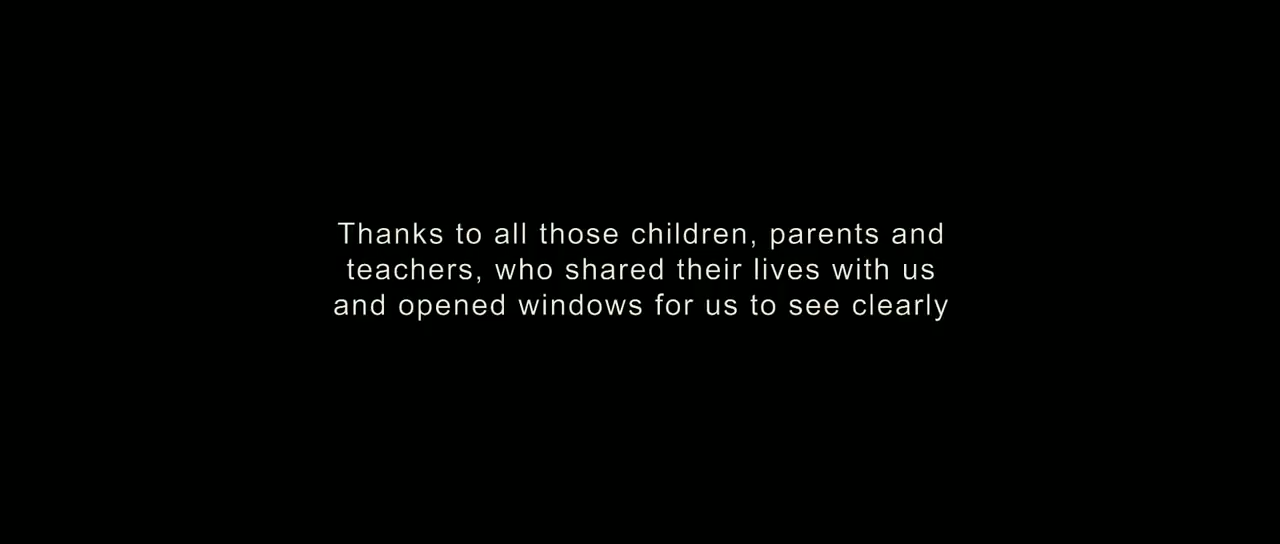 Thanks to all those children, parents and
teachers, who shared their lives with us
and opened windows for us to see clearly